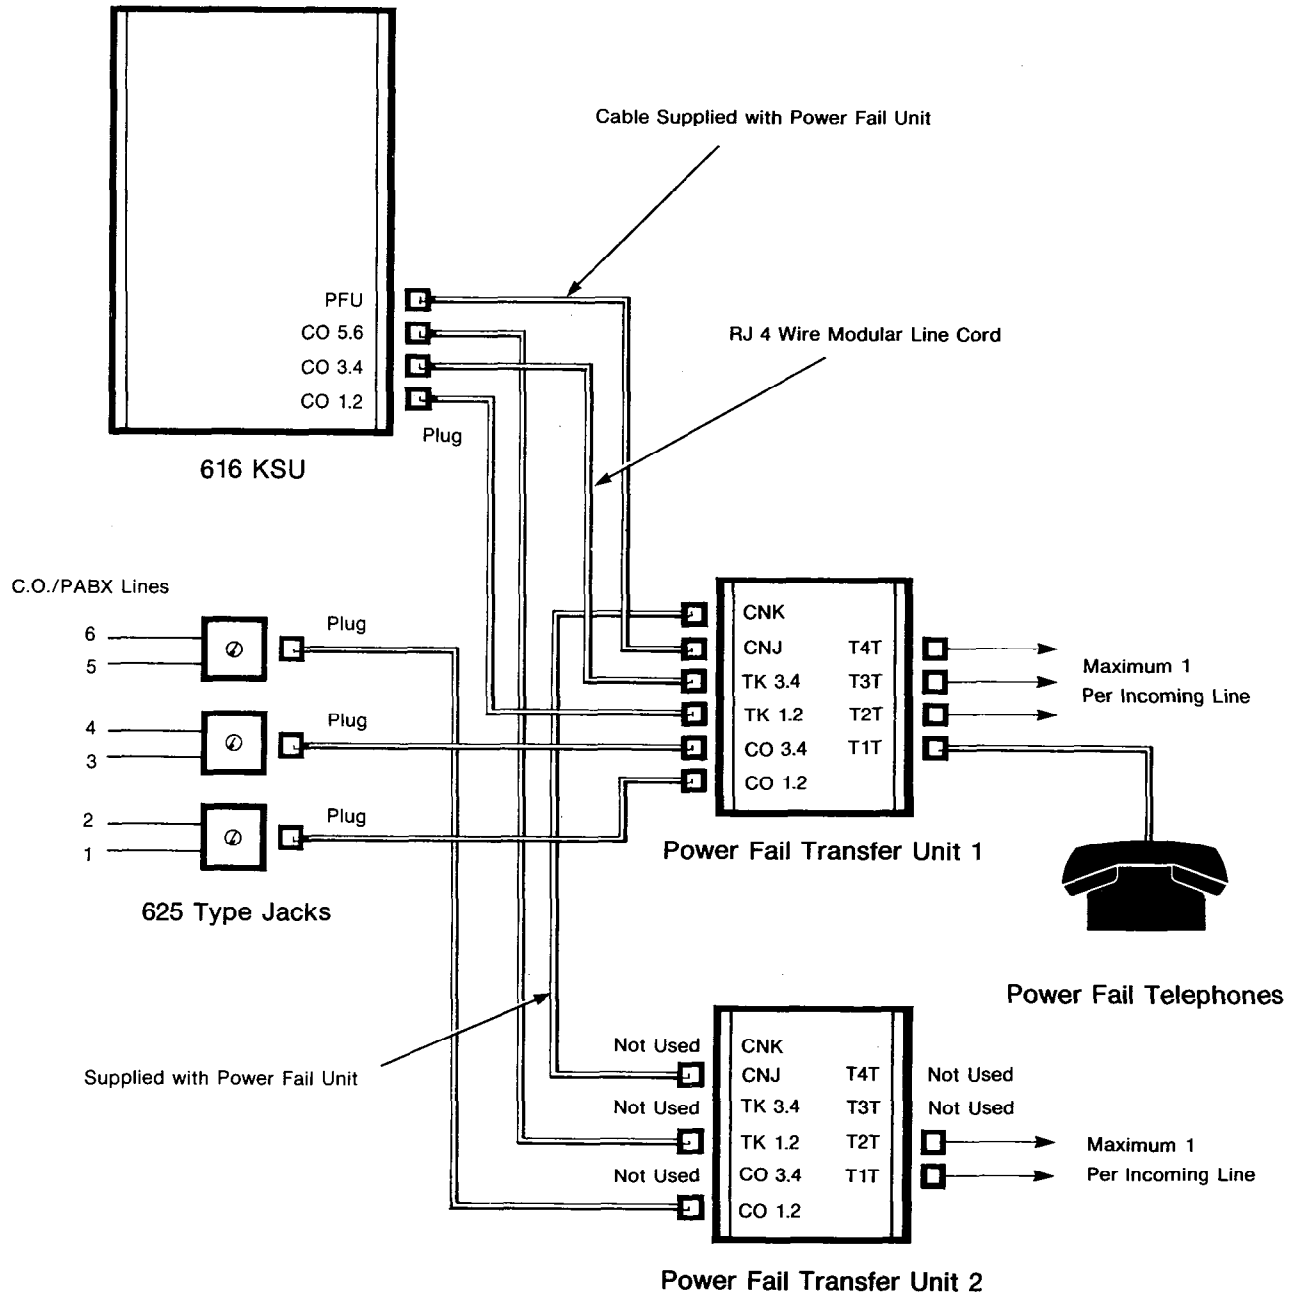 Cable Supplied with Power Fail Unit
PFU
CO 5.6
CO 3.4
CO 1.2
RJ 4 Wire Modular Line Cord
Plug
616 KSU
C.O./PABX Lines
6
5
Plug
4
3
Plug
2
1
Plug
625 Type Jacks
CNK
CNJ T4T
TK 3.4 T3T
TK 1.2 T2T
CO 3.4 T1T
CO 1.2
Maximum 1
Per Incoming Line
Power Fail Transfer Unit 1
Power Fail Telephones
Supplied with Power Fail Unit
Not Used CNK
CNJ T4T Not Used
Not Used TK 3.4 T3T Not Used
TK 1.2 T2T
Not Used CO 3.4 T1T
CO 1.2
Maximum 1
Per Incoming Line
Power Fail Transfer Unit 2